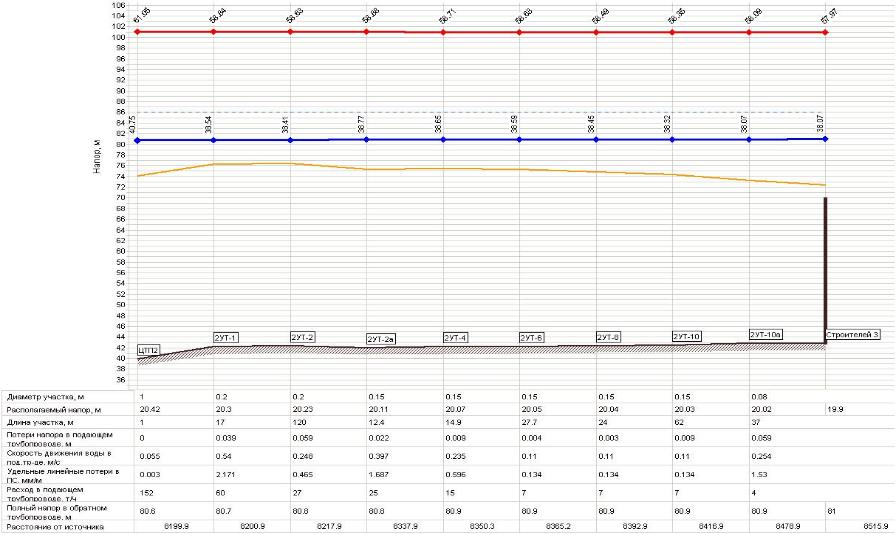 106
104
102
100
98
96
94
92
90
88
86
84
82
80
78
76
74
72
70
68
66
64
62
60
58
56
54
52
50
48
46
44
42
40
38
36
Напор, м
61.05 58.84 58.63 58.88 58.71 58.63 58.49 58.35 58.09 57.97
40.75 38.54 38.41 38.77 38.65 38.59 38.45 38.32 38.07 38.07
ЦТП2 2УТ-1 2УТ-2 2УТ-2а 2УТ-4 2УТ-6 2УТ-8 2УТ-10 2УТ-10а Строителей 3
Диаметр участка, м 1 0.2 0.2 0.15 0.15 0.15 0.15 0.15 0.08
Располагаемый напор, м 20.42 20.3 20.23 20.11 20.07 20.05 20.04 20.03 20.02 19.9
Длина участка, м 1 17 120 12.4 14.9 27.7 24 62 37
Потери напора в подающем
трубопроводе, м 0 0.039 0.059 0.022 0.009 0.004 0.003 0.009 0.059
Скорость движения воды в
под.тр-де, м/с 0.055 0.54 0.248 0.397 0.235 0.11 0.11 0.11 0.254
Удельные линейные потери в
ПС, мм/м 0.003 2.171 0.465 1.687 0.596 0.134 0.134 0.134 1.53
Расход в подающем
трубопроводе, т/ч 152 60 27 25 15 7 7 7 4
Полный напор в обратном
трубопроводе, м 80.6 80.7 80.8 80.8 80.9 80.9 80.9 80.9 80.9 81
Расстояние от источника 8199.9 8200.9 8217.9 8337.9 8350.3 8365.2 8392.9 8416.9 8478.9 8515.9